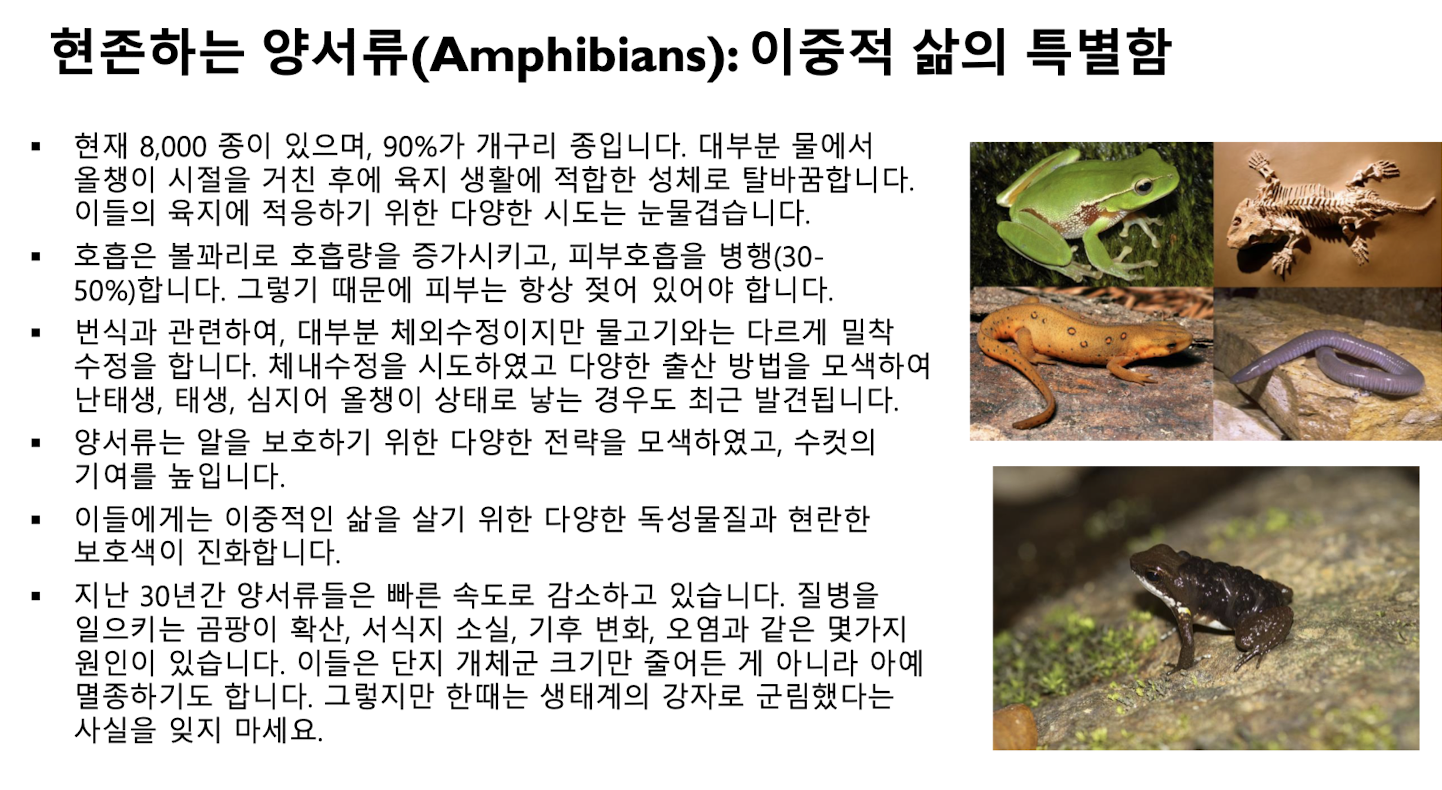 현존하는 양서류(Amphibians): 이중적 삶의 특별함
▪ 현재 8,000 종이 있으며, 90%가 개구리 종입니다. 대부분 물에서
올챙이 시절을 거친 후에 육지 생활에 적합한 성체로 탈바꿈합니다.
이들의 육지에 적응하기 위한 다양한 시도는 눈물겹습니다.
▪ 호흡은 볼꽈리로 호흡량을 증가시키고, 피부호흡을 병행(30-
50%)합니다. 그렇기 때문에 피부는 항상 젖어 있어야 합니다.
▪ 번식과 관련하여, 대부분 체외수정이지만 물고기와는 다르게 밀착
수정을 합니다. 체내수정을 시도하였고 다양한 출산 방법을 모색하여
난태생, 태생, 심지어 올챙이 상태로 낳는 경우도 최근 발견됩니다.
▪ 양서류는 알을 보호하기 위한 다양한 전략을 모색하였고, 수컷의
기여를 높입니다.
▪ 이들에게는 이중적인 삶을 살기 위한 다양한 독성물질과 현란한
보호색이 진화합니다.
▪ 지난 30년간 양서류들은 빠른 속도로 감소하고 있습니다. 질병을
일으키는 곰팡이 확산, 서식지 소실, 기후 변화, 오염과 같은 몇가지
원인이 있습니다. 이들은 단지 개체군 크기만 줄어든 게 아니라 아예
멸종하기도 합니다. 그렇지만 한때는 생태계의 강자로 군림했다는
사실을 잊지 마세요.